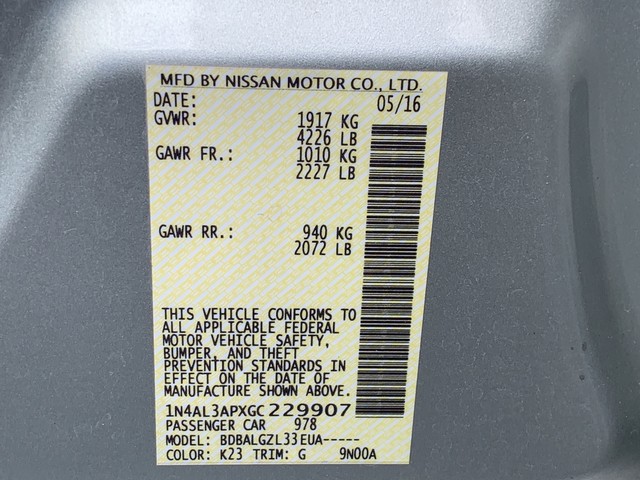 MFD BY NISSAN MOTOR CO., LTD.
DATE: 05/16
GVWR: 1917 KG
4226 LB
GAWR FR.: 1010 KG
2227 LB
GAWR RR.: 940 KG
2072 LB
THIS VEHICLE CONFORMS TO
ALL APPLICABLE FEDERAL
MOTOR VEHICLE SAFETY,
BUMPER, AND THEFT
PREVENTION STANDARDS IN
EFFECT ON THE DATE OF
MANUFACTURE SHOWN ABOVE.
1N4AL3APXGC229907
PASSENGER CAR 978
MODEL: BDBALGZL33EUA-----
COLOR: K23 TRIM: G 9N00A